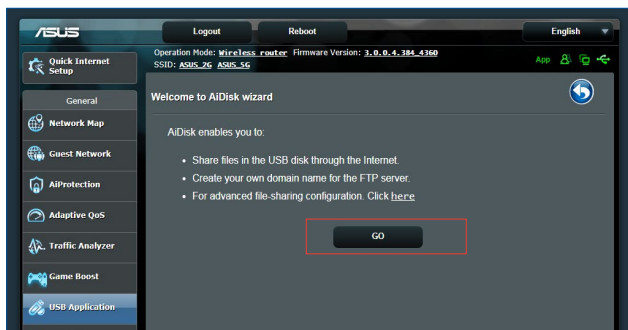 ASUS
Logout
Reboot
English
Quick Internet
Setup
Operation Mode: Wireless router Firmware Version: 3.0.0.4.384_4360
SSID: ASUS_2G ASUS_5G
App
General
Welcome to AiDisk wizard
Network Map
AiDisk enables you to:
Guest Network
• Share files in the USB disk through the Internet.
• Create your own domain name for the FTP server.
AiProtection
• For advanced file-sharing configuration. Click here
Adaptive QoS
GO
Traffic Analyzer
Game Boost
USB Application